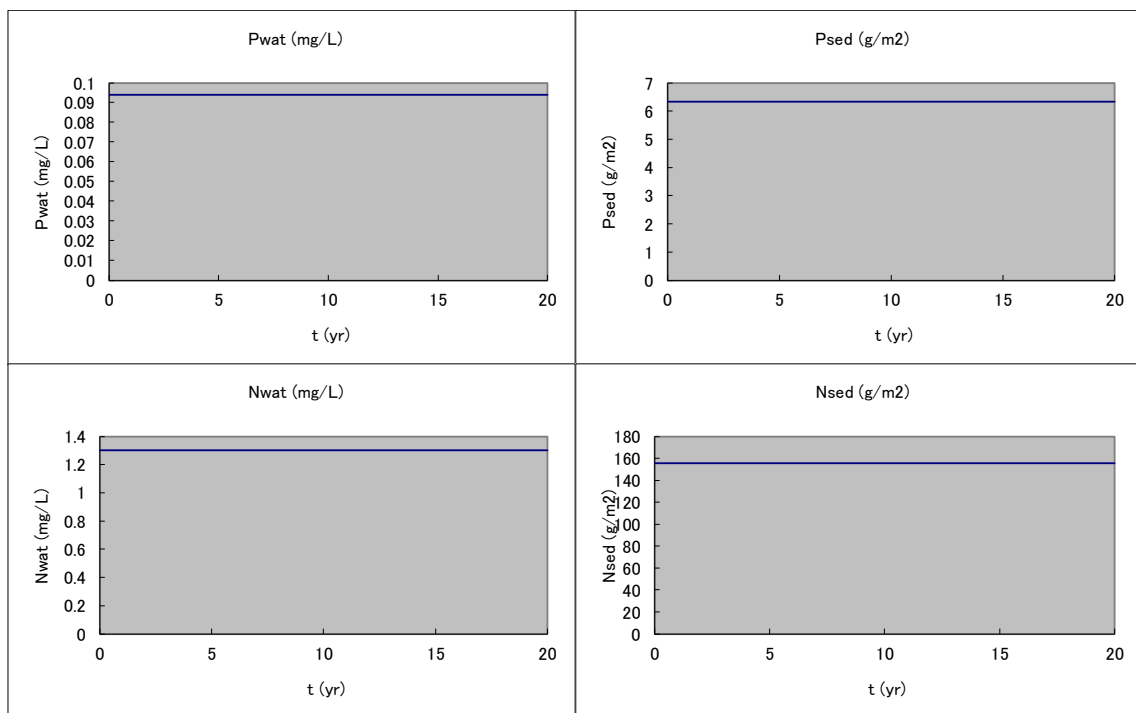 Pwat (mg/L)
Pwat (mg/L)
0.1
0.09
0.08
0.07
0.06
0.05
0.04
0.03
0.02
0.01
0
0 5 10 15 20
t (yr)
Psed (g/m2)
Psed (g/m2)
7
6
5
4
3
2
1
0
0 5 10 15 20
t (yr)
Nwat (mg/L)
Nwat (mg/L)
1.4
1.2
1
0.8
0.6
0.4
0.2
0
0 5 10 15 20
t (yr)
Nsed (g/m2)
Nsed (g/m2)
180
160
140
120
100
80
60
40
20
0
0 5 10 15 20
t (yr)